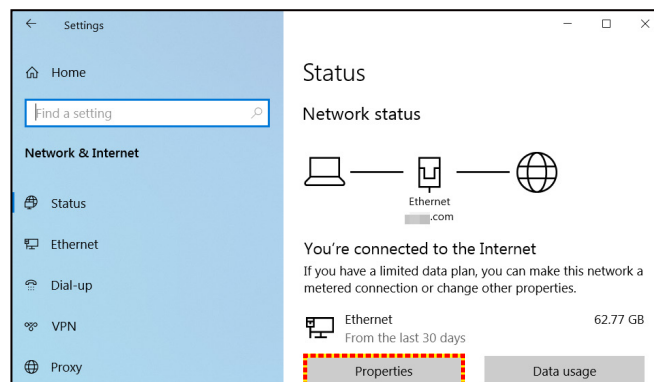 Settings
Home
Find a setting
Network & Internet
Status
Ethernet
Dial-up
VPN
Proxy
Status
Network status
Ethernet
.com
You're connected to the Internet
If you have a limited data plan, you can make this network a
metered connection or change other properties.
Ethernet 62.77 GB
From the last 30 days
Properties Data usage